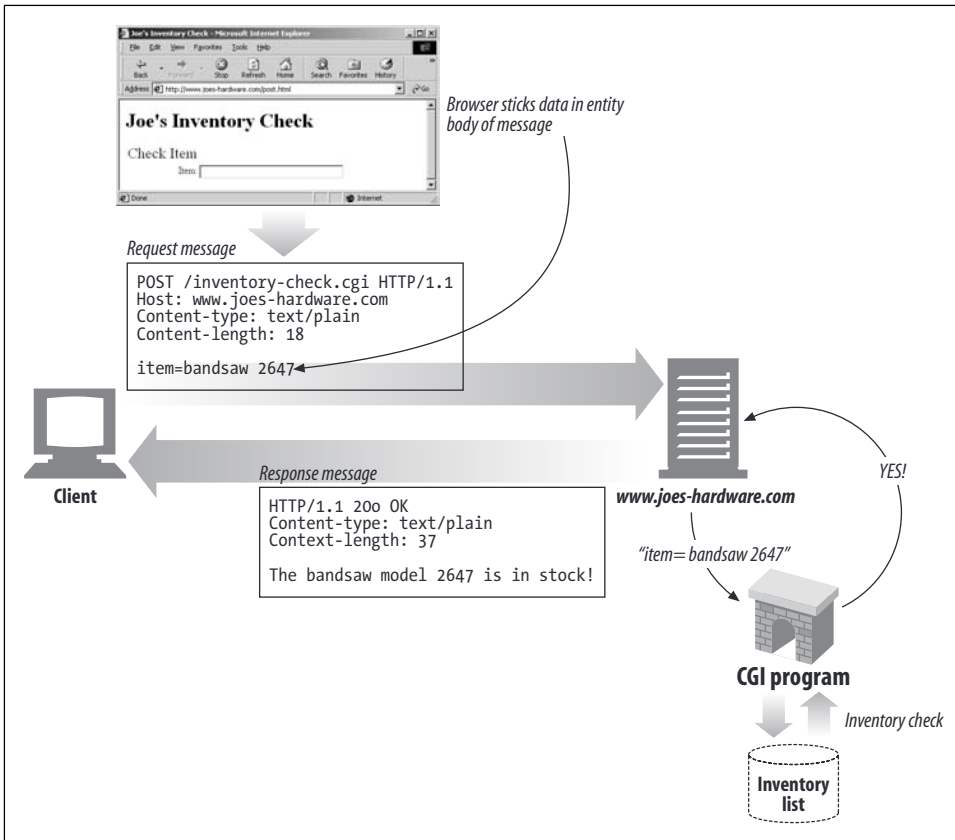 Joe's Inventory Check - Microsoft Internet Explorer
File Edit View Favorites Tools Help
Back Forward Stop Refresh Home Search Favorites History
Address http://www.joes-hardware.com/post.html Go
Joe's Inventory Check
Check Item
Item:
Done Internet
Browser sticks data in entity
body of message
Request message
POST /inventory-check.cgi HTTP/1.1
Host: www.joes-hardware.com
Content-type: text/plain
Content-length: 18
item=bandsaw 2647
Client
Response message
HTTP/1.1 20o OK
Content-type: text/plain
Context-length: 37
The bandsaw model 2647 is in stock!
www.joes-hardware.com
YES!
“item=bandsaw 2647”
CGI program
Inventory check
Inventory
list